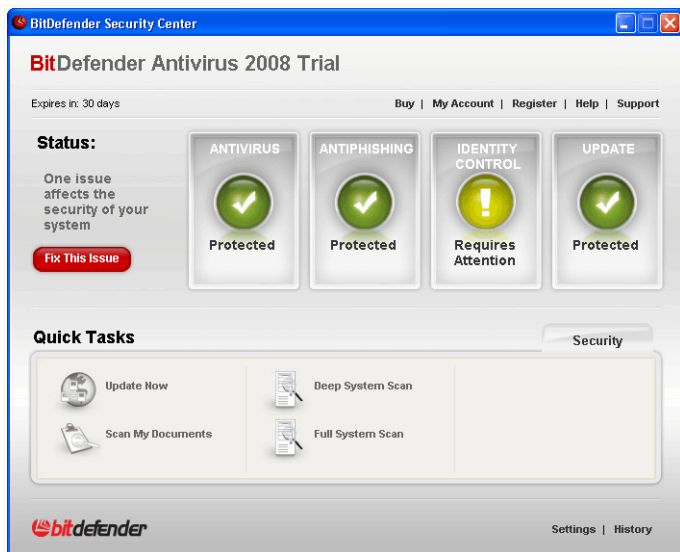 BitDefender Security Center
BitDefender Antivirus 2008 Trial
Expires in: 30 days
Buy | My Account | Register | Help | Support
Status:
One issue
affects the
security of your
system
Fix This Issue
ANTIVIRUS
Protected
ANTIPHISHING
Protected
IDENTITY
CONTROL
Requires
Attention
UPDATE
Protected
Quick Tasks
Security
Update Now
Deep System Scan
Scan My Documents
Full System Scan
bitdefender
Settings | History